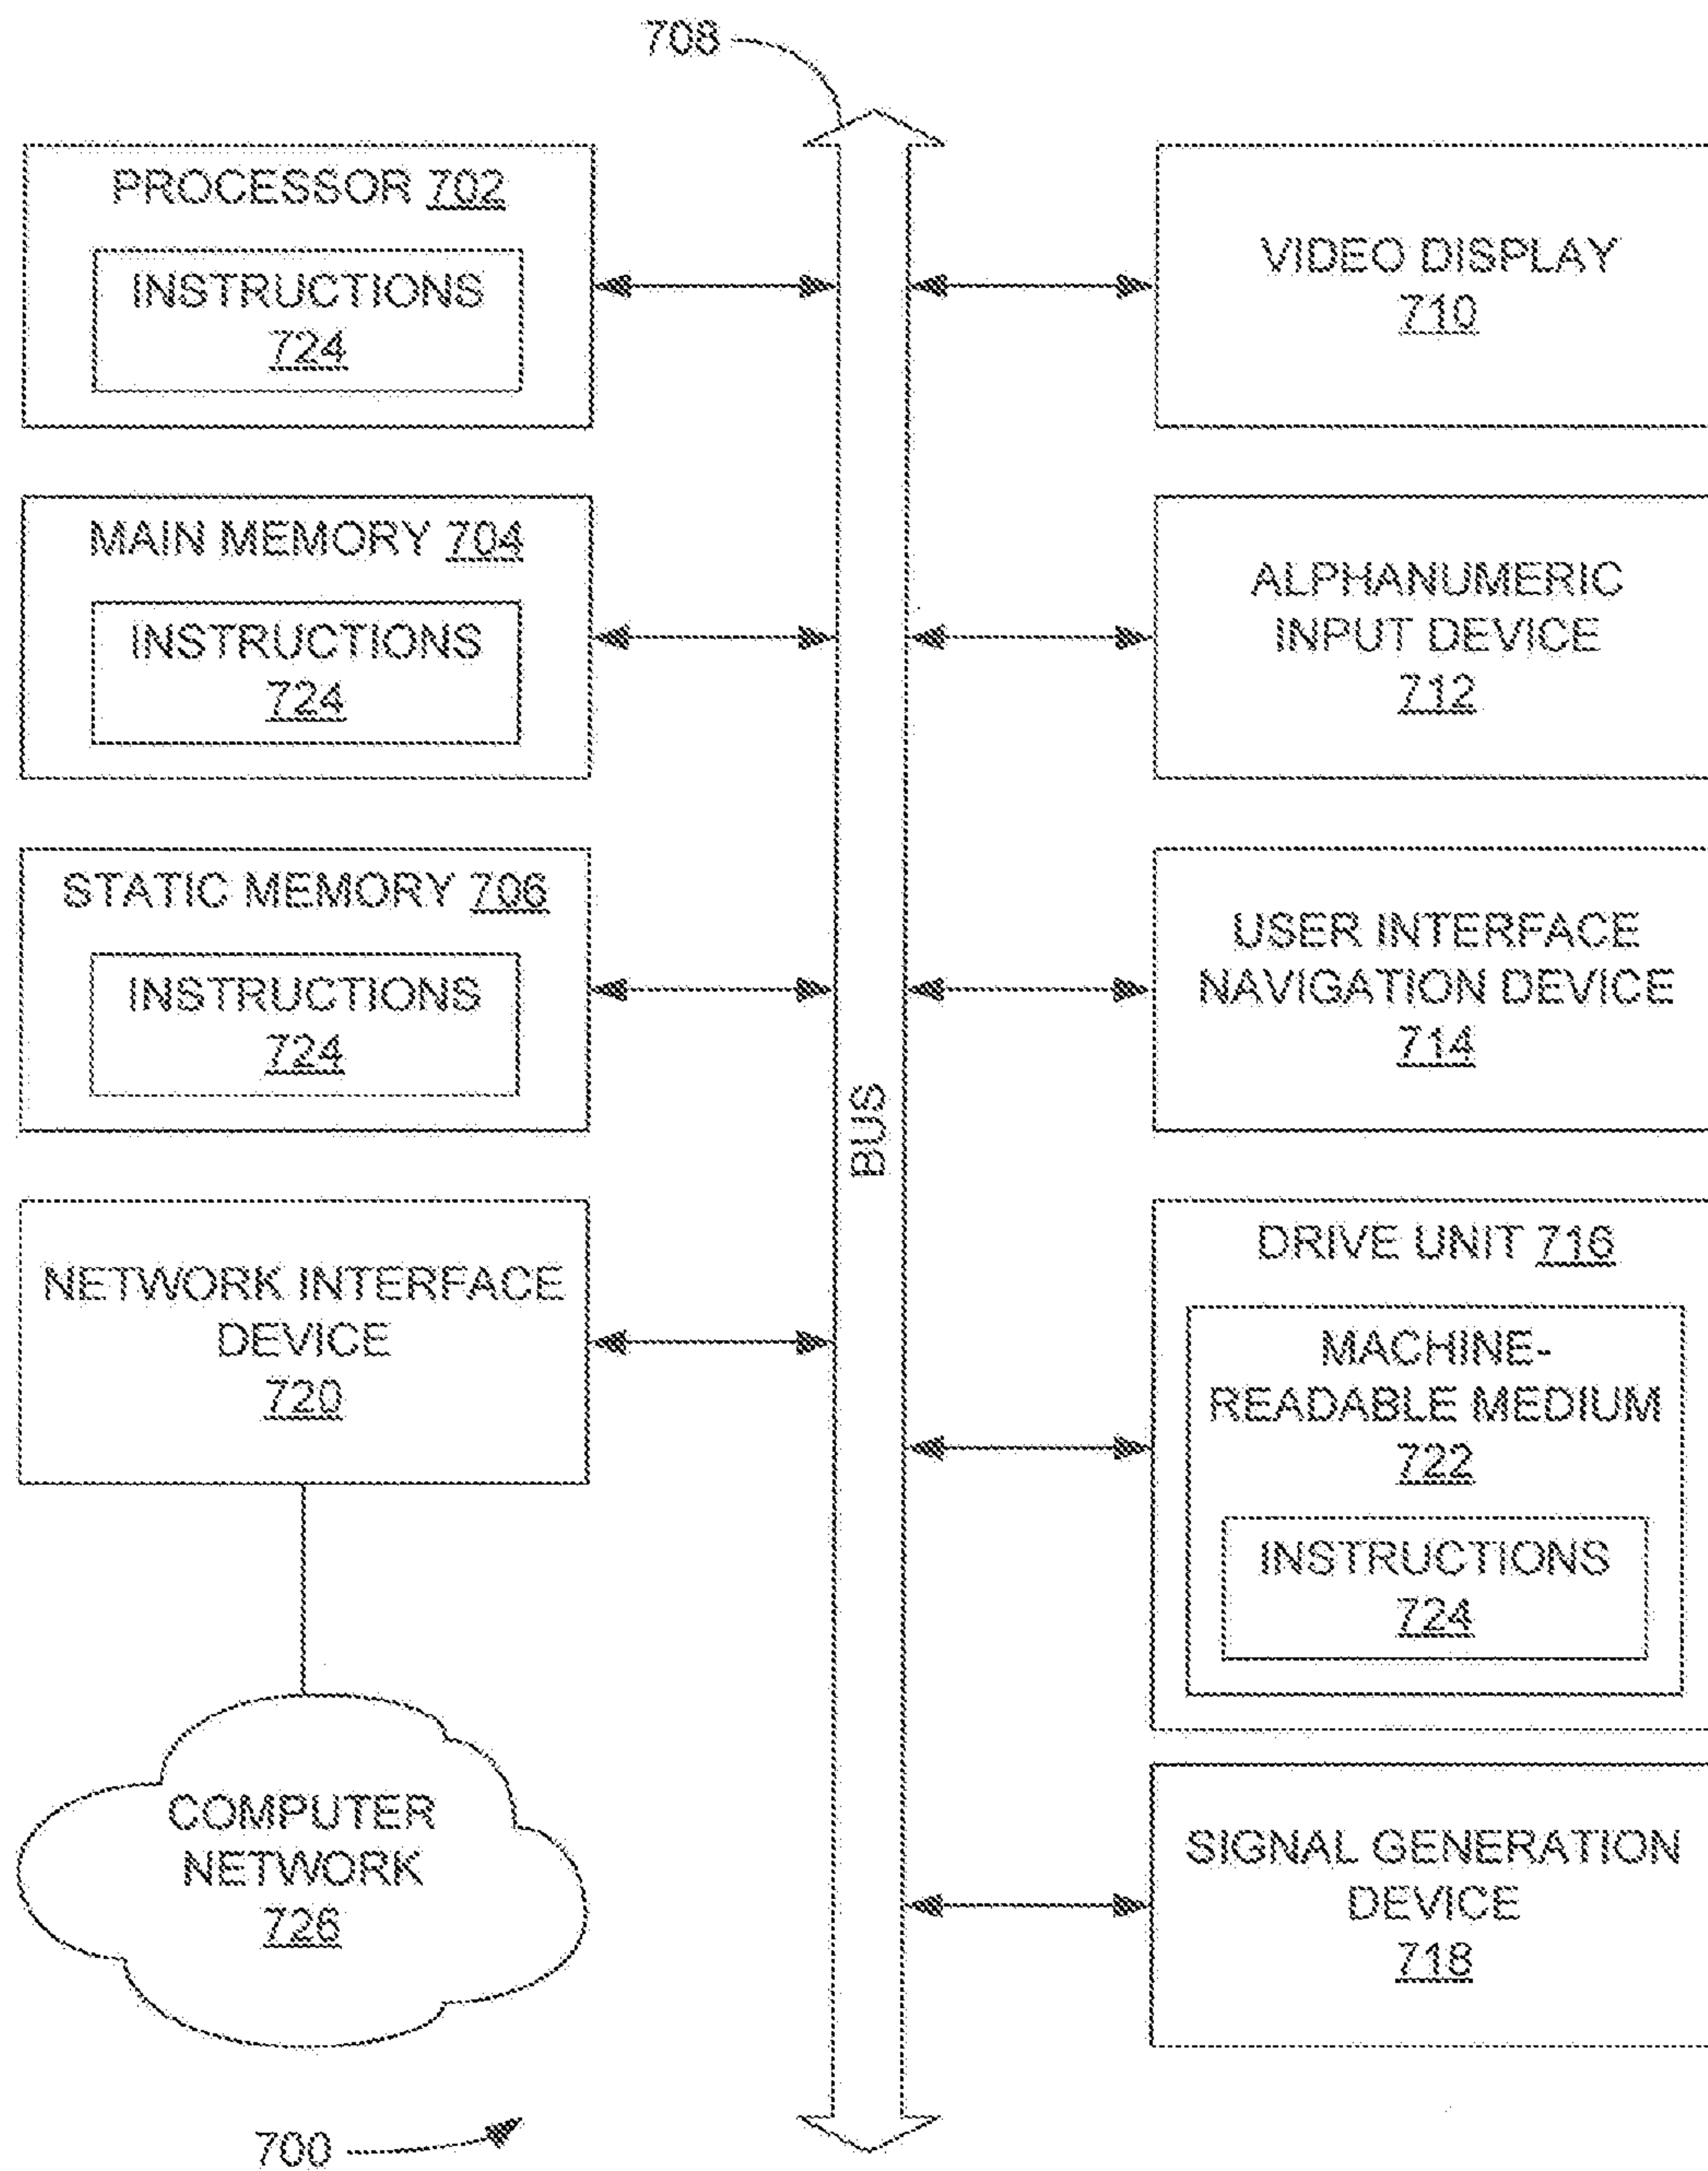 708
PROCESSOR 702
INSTRUCTIONS
724
MAIN MEMORY 704
INSTRUCTIONS
724
STATIC MEMORY 706
INSTRUCTIONS
724
NETWORK INTERFACE
DEVICE
720
COMPUTER
NETWORK
726
700
BUS
VIDEO DISPLAY
710
ALPHANUMERIC
INPUT DEVICE
712
USER INTERFACE
NAVIGATION DEVICE
714
DRIVE UNIT 716
MACHINE-
READABLE MEDIUM
722
INSTRUCTIONS
724
SIGNAL GENERATION
DEVICE
718